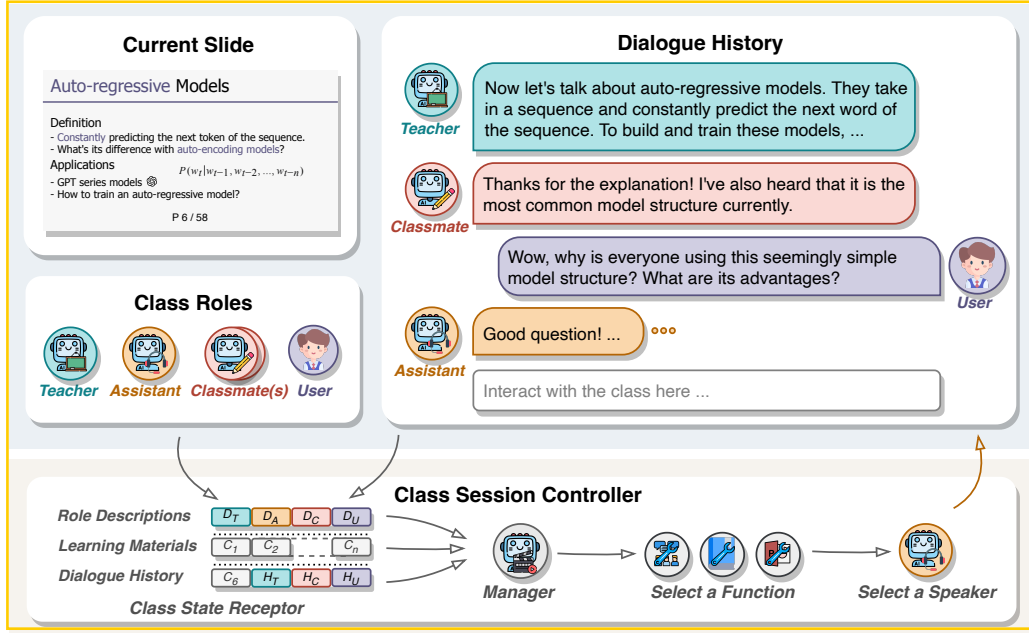 Current Slide
Auto-regressive Models
Definition
- Constantly predicting the next token of the sequence.
- What's its difference with auto-encoding models?
Applications
P(w_t|w_{t−1}, w_{t−2}, ..., w_{t−n})
- GPT series models
- How to train an auto-regressive model?
P 6 / 58
Class Roles
Teacher
Assistant
Classmate(s)
User
Dialogue History
Now let's talk about auto-regressive models. They take
in a sequence and constantly predict the next word of
the sequence. To build and train these models, ...
Teacher
Thanks for the explanation! I've also heard that it is the
most common model structure currently.
Classmate
Wow, why is everyone using this seemingly simple
model structure? What are its advantages?
User
Good question! ...
Assistant
Interact with the class here ...
Class Session Controller
Role Descriptions D_T D_A D_C D_U
Learning Materials C_1 C_2 C_n
Dialogue History C_6 H_T H_C H_U
Class State Receptor
Manager
Select a Function
Select a Speaker